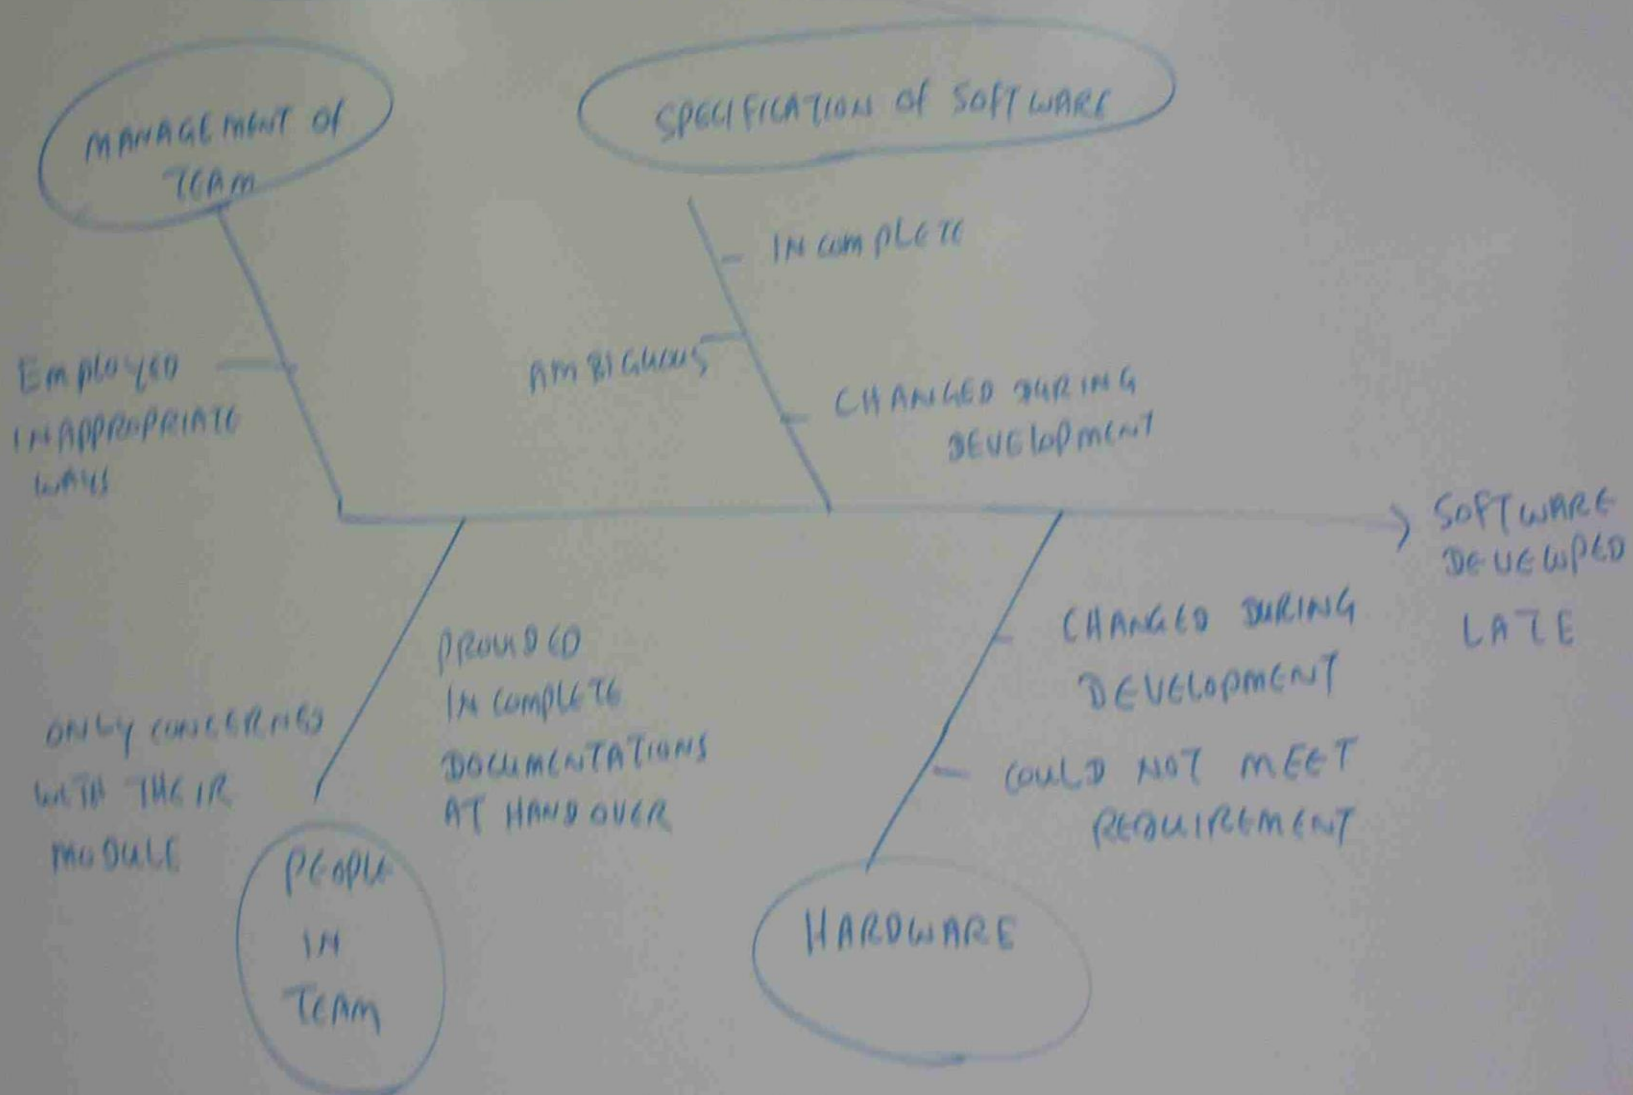 MANAGEMENT OF
TEAM
SPECIFICATION OF SOFTWARE
INCOMPLETE
AMBIGUOUS
CHANGED DURING
DEVELOPMENT
EMPLOYED
INAPPROPRIATE
WAYS
SOFTWARE
DEVELOPED
LATE
PROVIDED
INCOMPLETE
DOCUMENTATIONS
AT HANDOVER
ONLY CONCERNED
WITH THEIR
MODULE
CHANGED DURING
DEVELOPMENT
COULD NOT MEET
REQUIREMENT
PEOPLE
IN
TEAM
HARDWARE